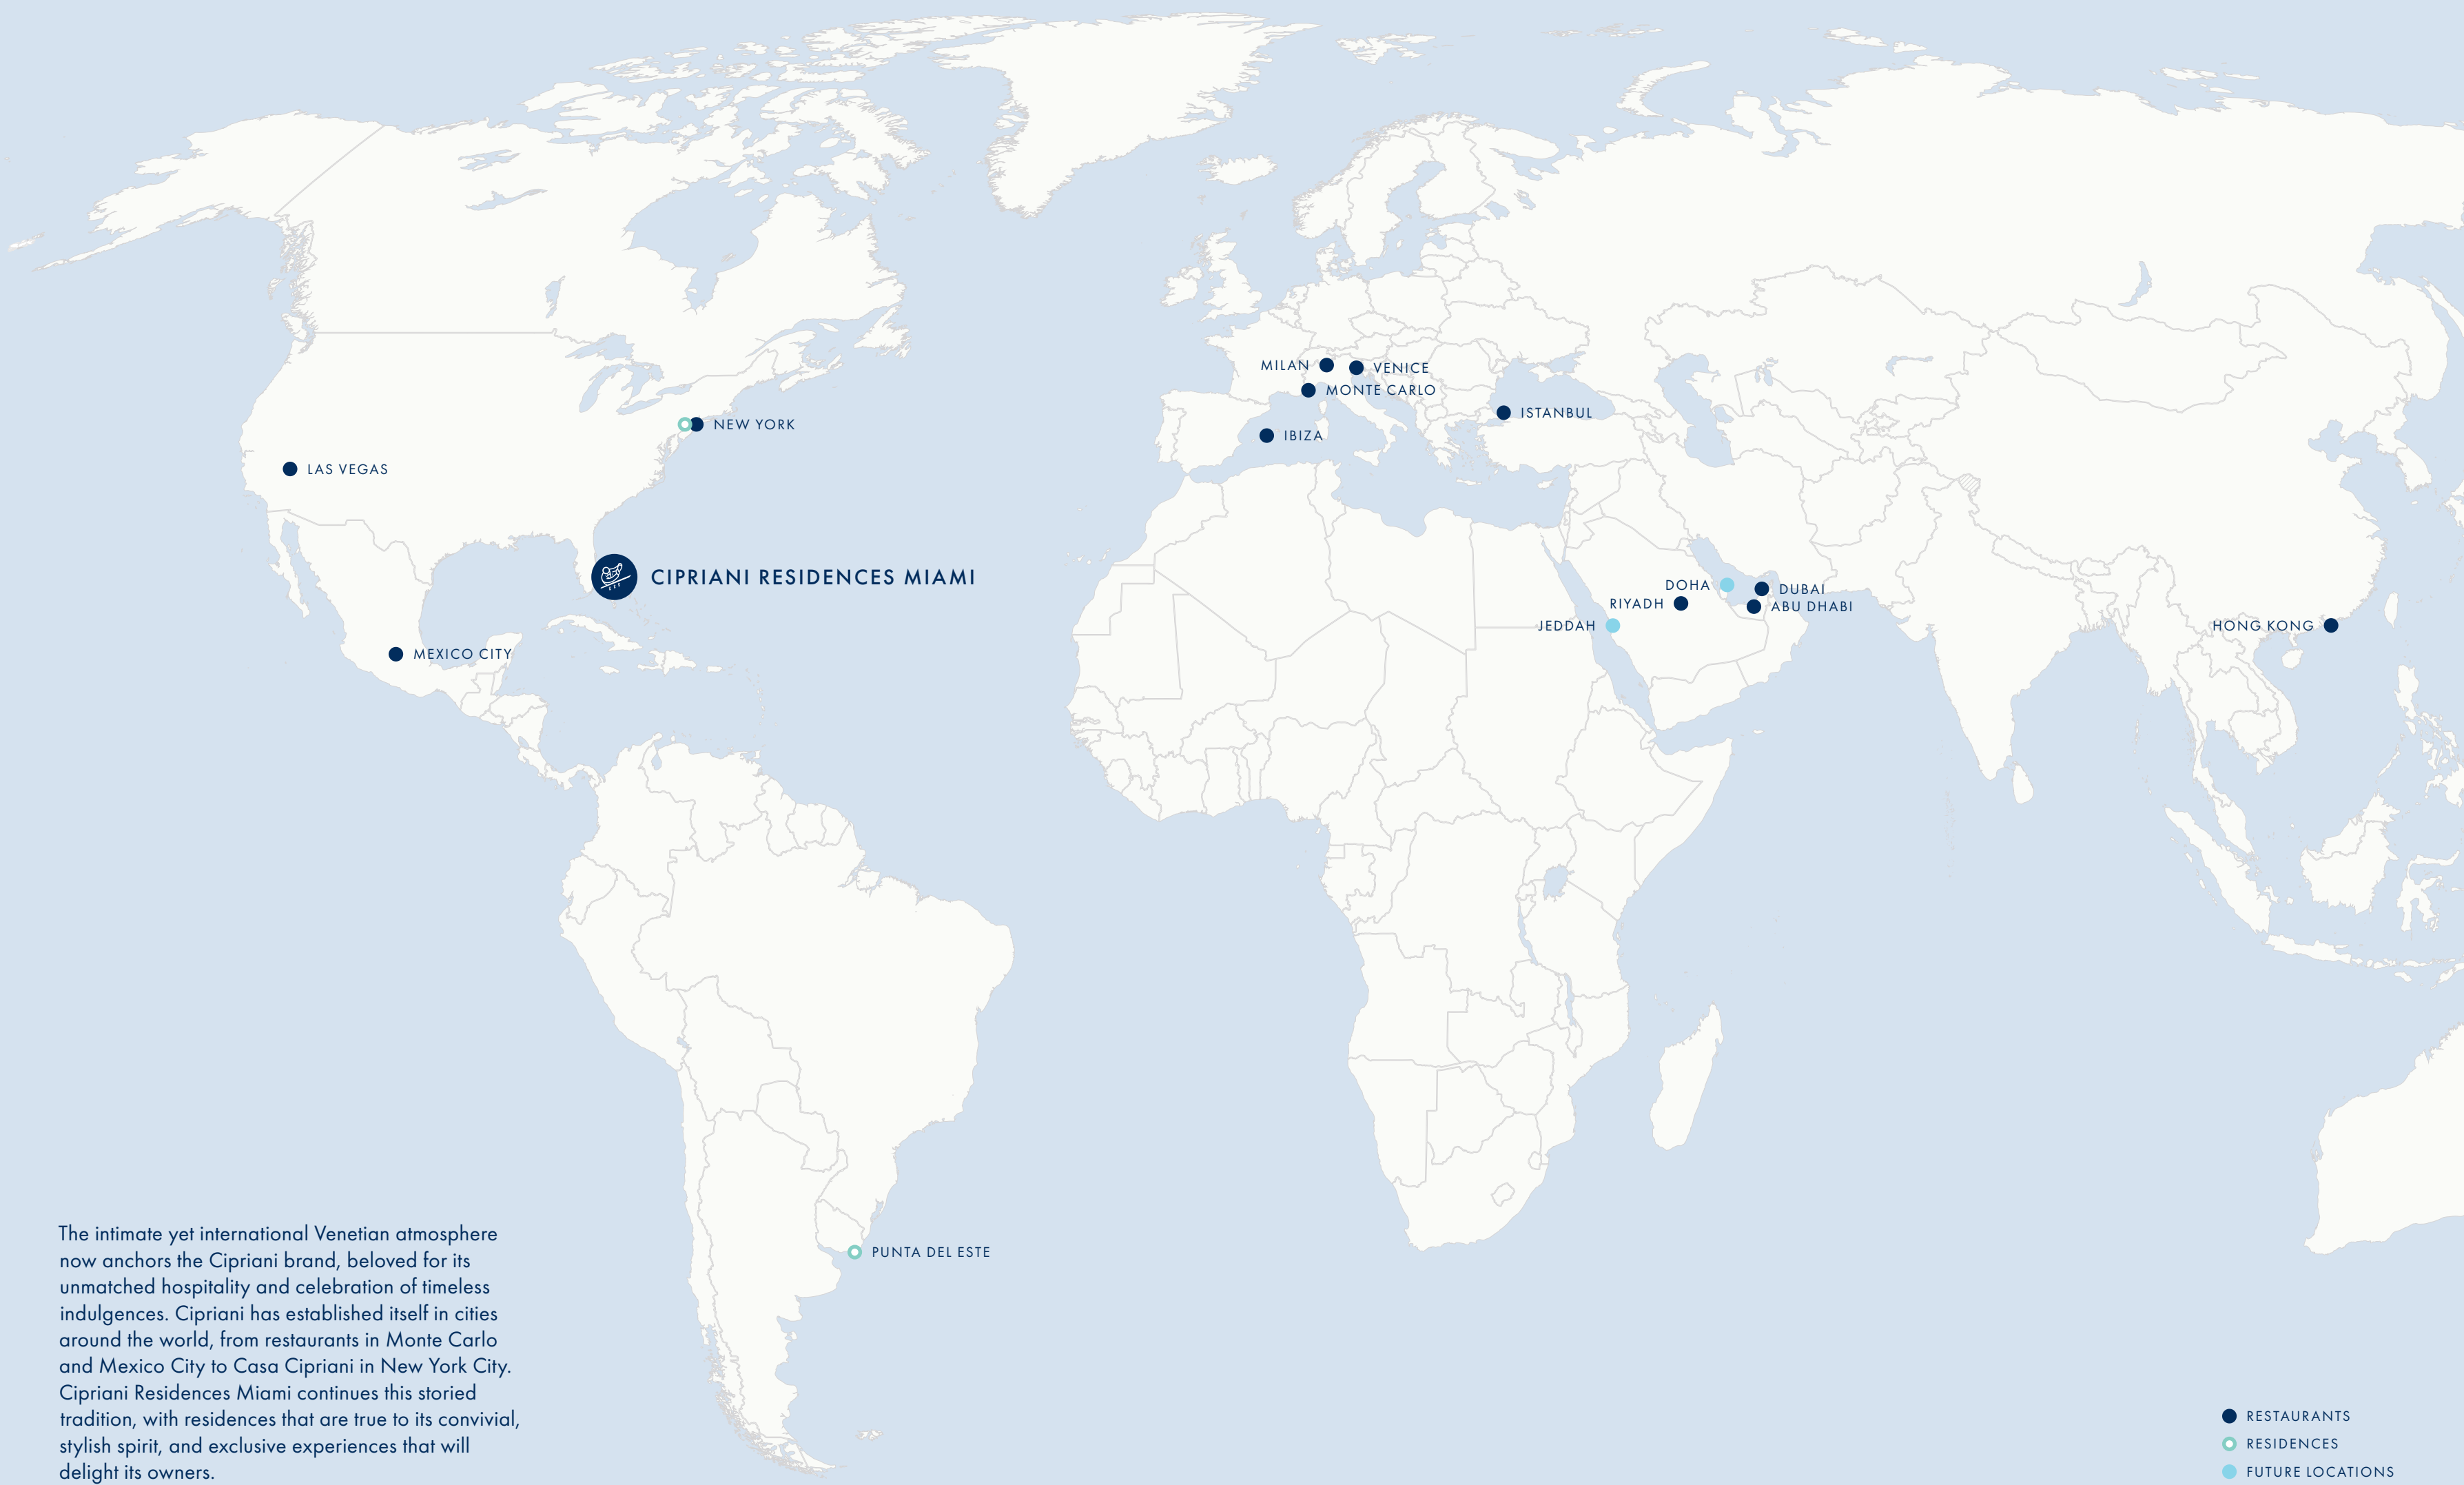 MILAN
VENICE
MONTE CARLO
ISTANBUL
NEW YORK
IBIZA
LAS VEGAS
CIPRIANI RESIDENCES MIAMI
DOHA
DUBAI
RIYADH
ABU DHABI
JEDDAH
HONG KONG
MEXICO CITY
PUNTA DEL ESTE
The intimate yet international Venetian atmosphere
now anchors the Cipriani brand, beloved for its
unmatched hospitality and celebration of timeless
indulgences. Cipriani has established itself in cities
around the world, from restaurants in Monte Carlo
and Mexico City to Casa Cipriani in New York City.
Cipriani Residences Miami continues this storied
tradition, with residences that are true to its convivial,
stylish spirit, and exclusive experiences that will
delight its owners.
RESTAURANTS
RESIDENCES
FUTURE LOCATIONS